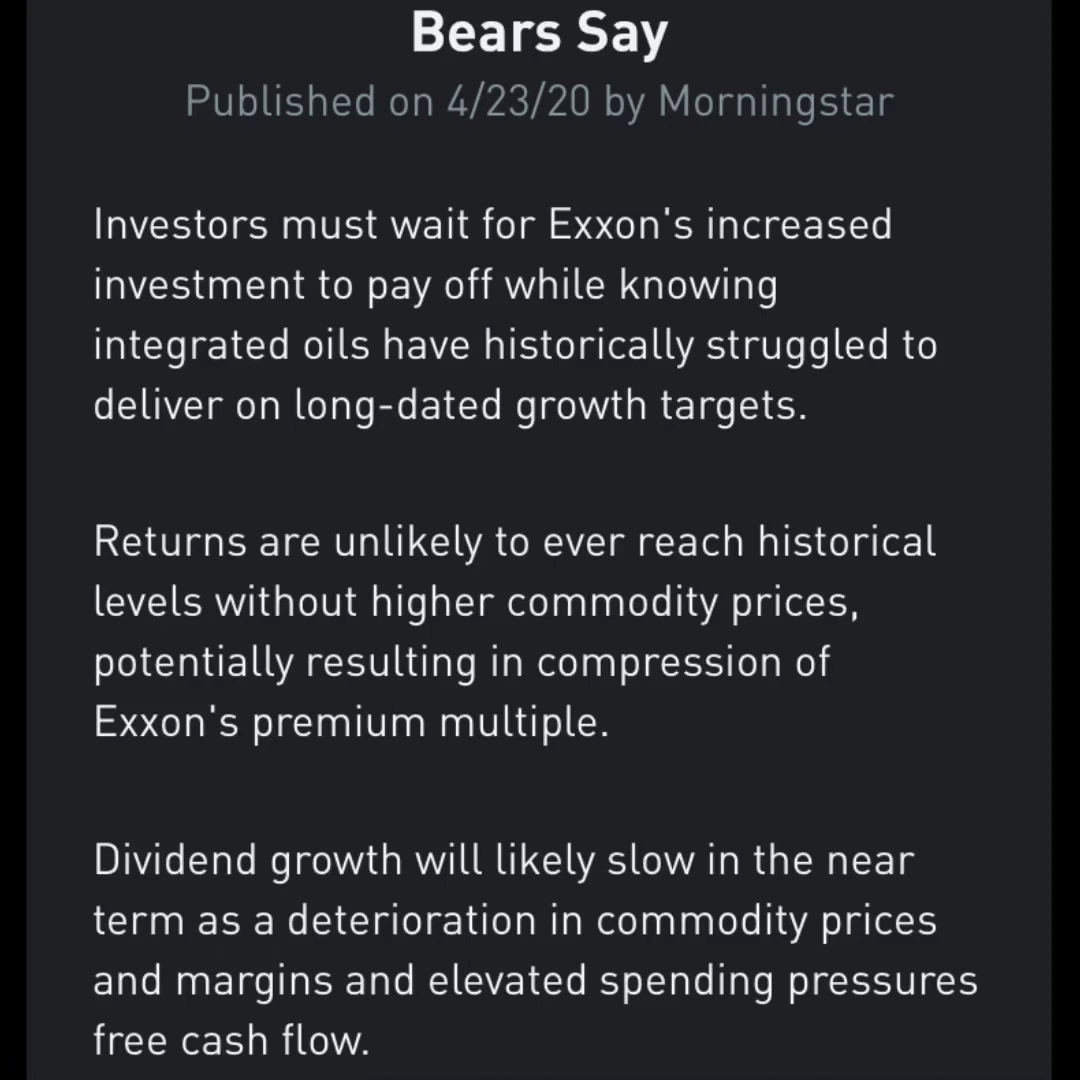 Bears Say
Published on 4/23/20 by Morningstar
Investors must wait for Exxon's increased
investment to pay off while knowing
integrated oils have historically struggled to
deliver on long-dated growth targets.
Returns are unlikely to ever reach historical
levels without higher commodity prices,
potentially resulting in compression of
Exxon's premium multiple.
Dividend growth will likely slow in the near
term as a deterioration in commodity prices
and margins and elevated spending pressures
free cash flow.